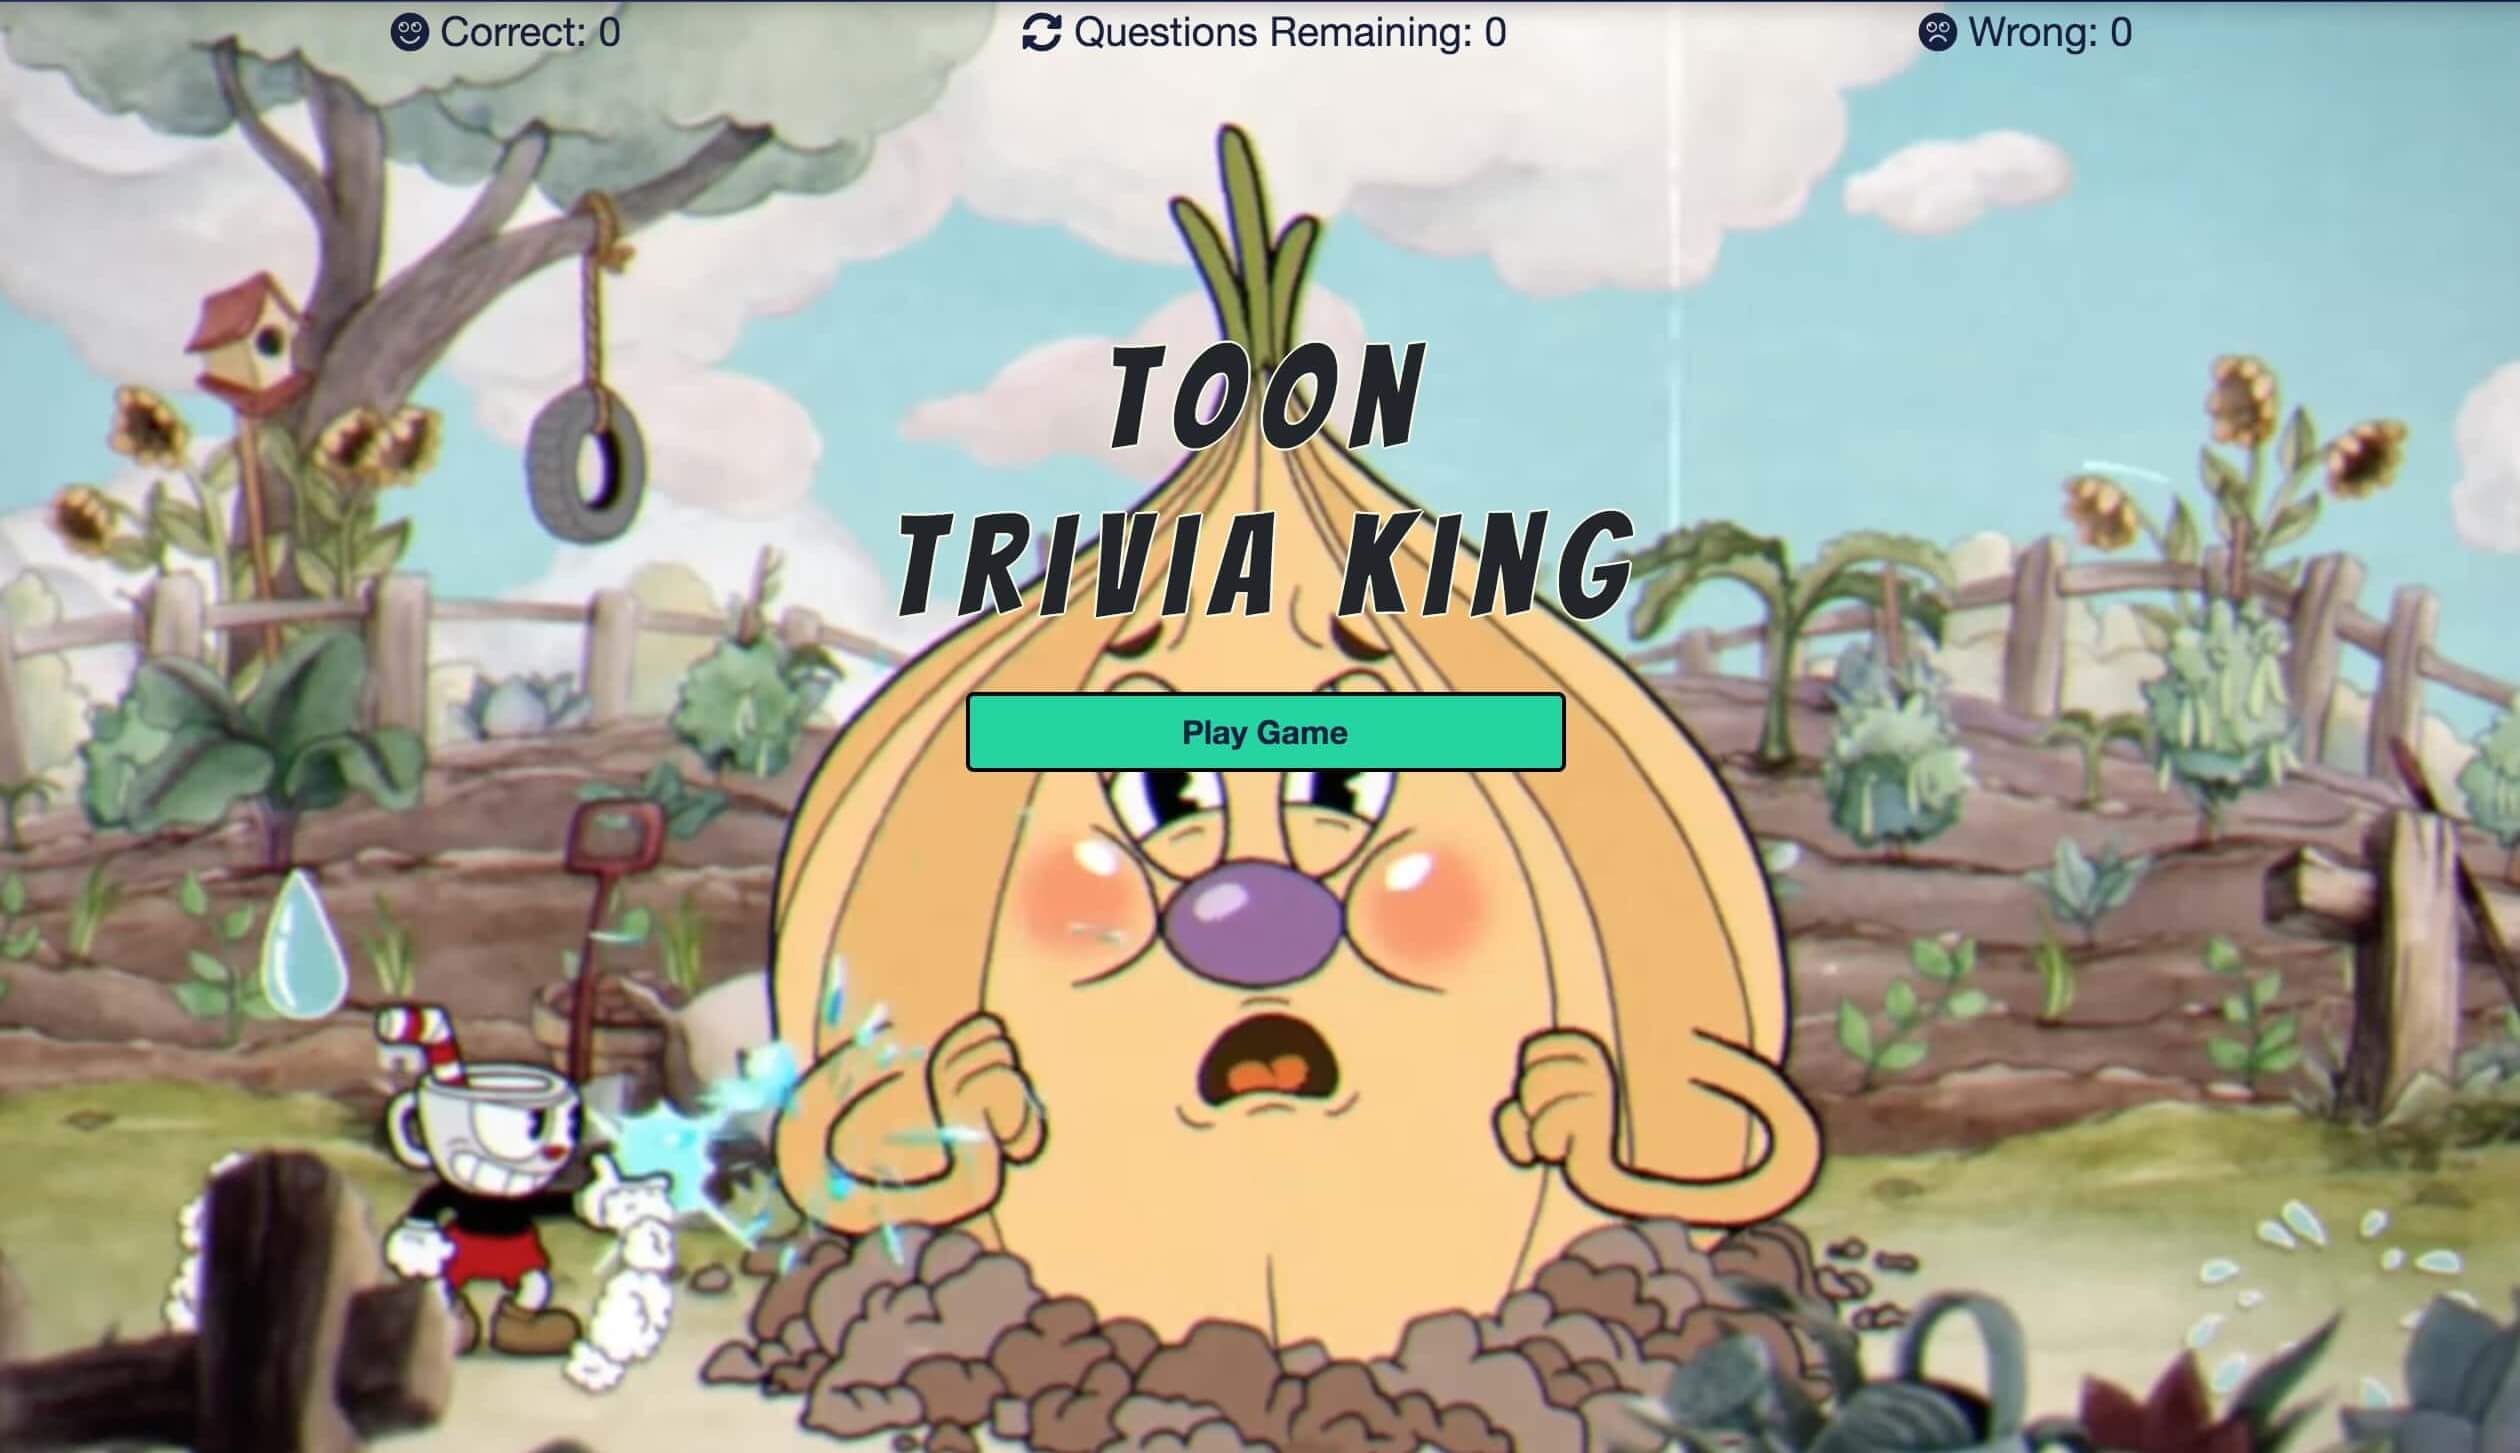 Correct: 0
Questions Remaining: 0
Wrong: 0
TOON
TRIVIA KING
Play Game